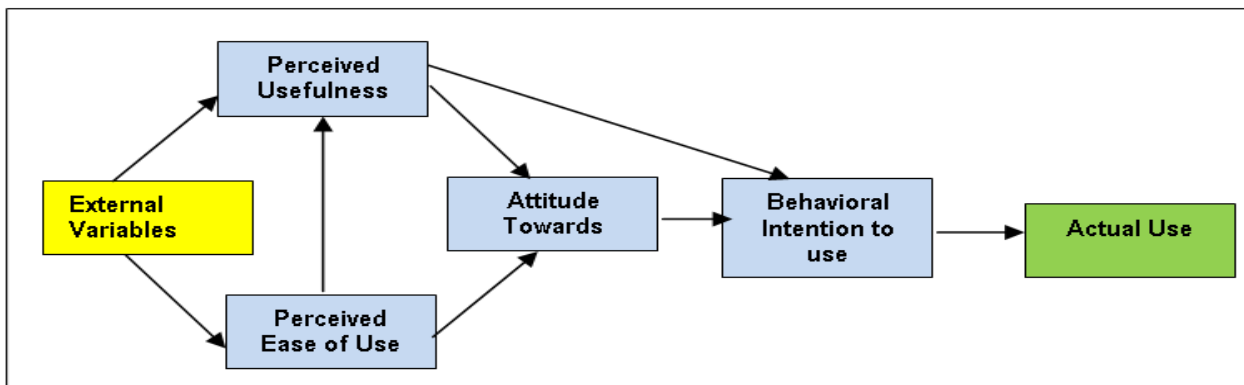 Perceived
Usefulness
External
Variables
Attitude
Towards
Behavioral
Intention to
use
Actual Use
Perceived
Ease of Use